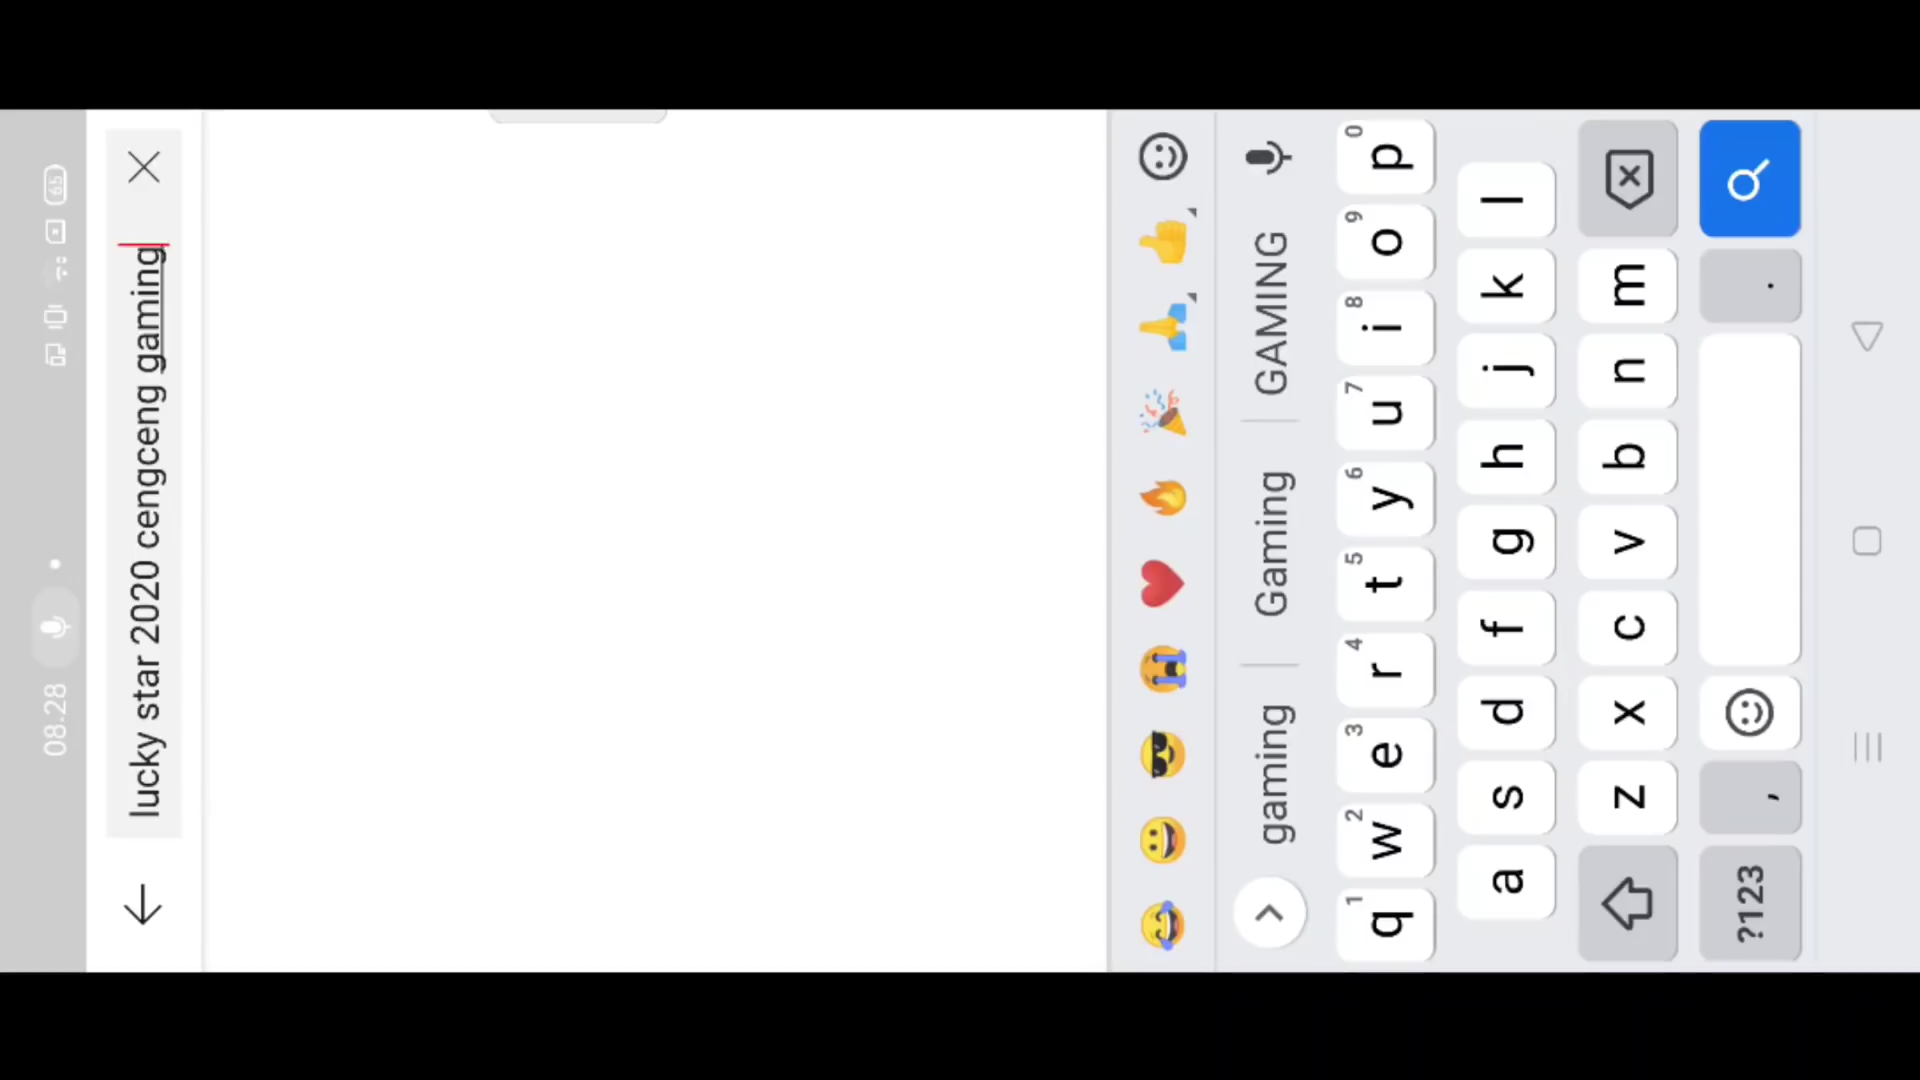 08.28
65
lucky star 2020 cengceng gaming
gaming Gaming GAMING
q 1 w 2 e 3 r 4 t 5 y 6 u 7 i 8 o 9 p 0
a s d f g h j k l
z x c v b n m
?123 , .